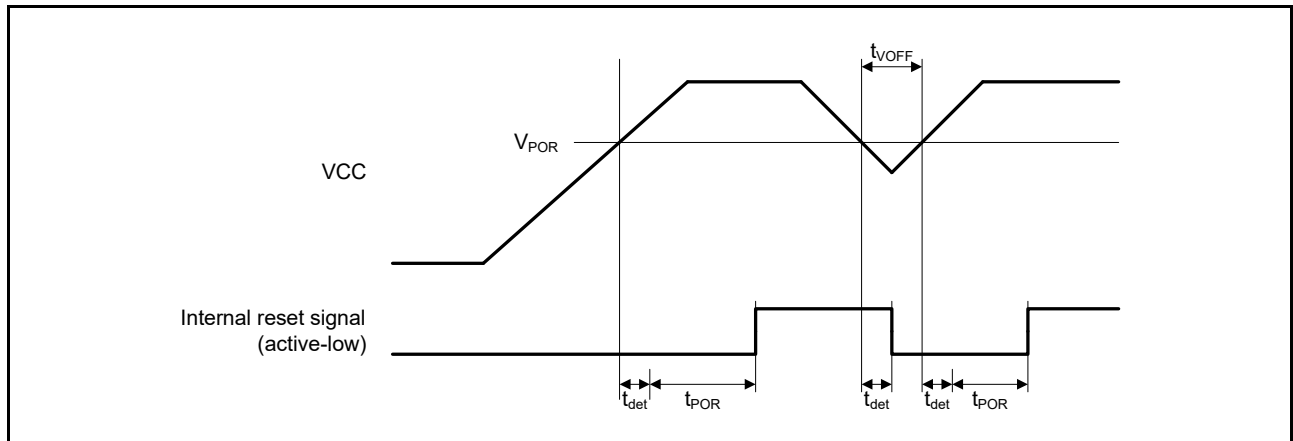 tVOFF
VPOR
VCC
Internal reset signal
(active-low)
tdet tPOR tdet tdet tPOR